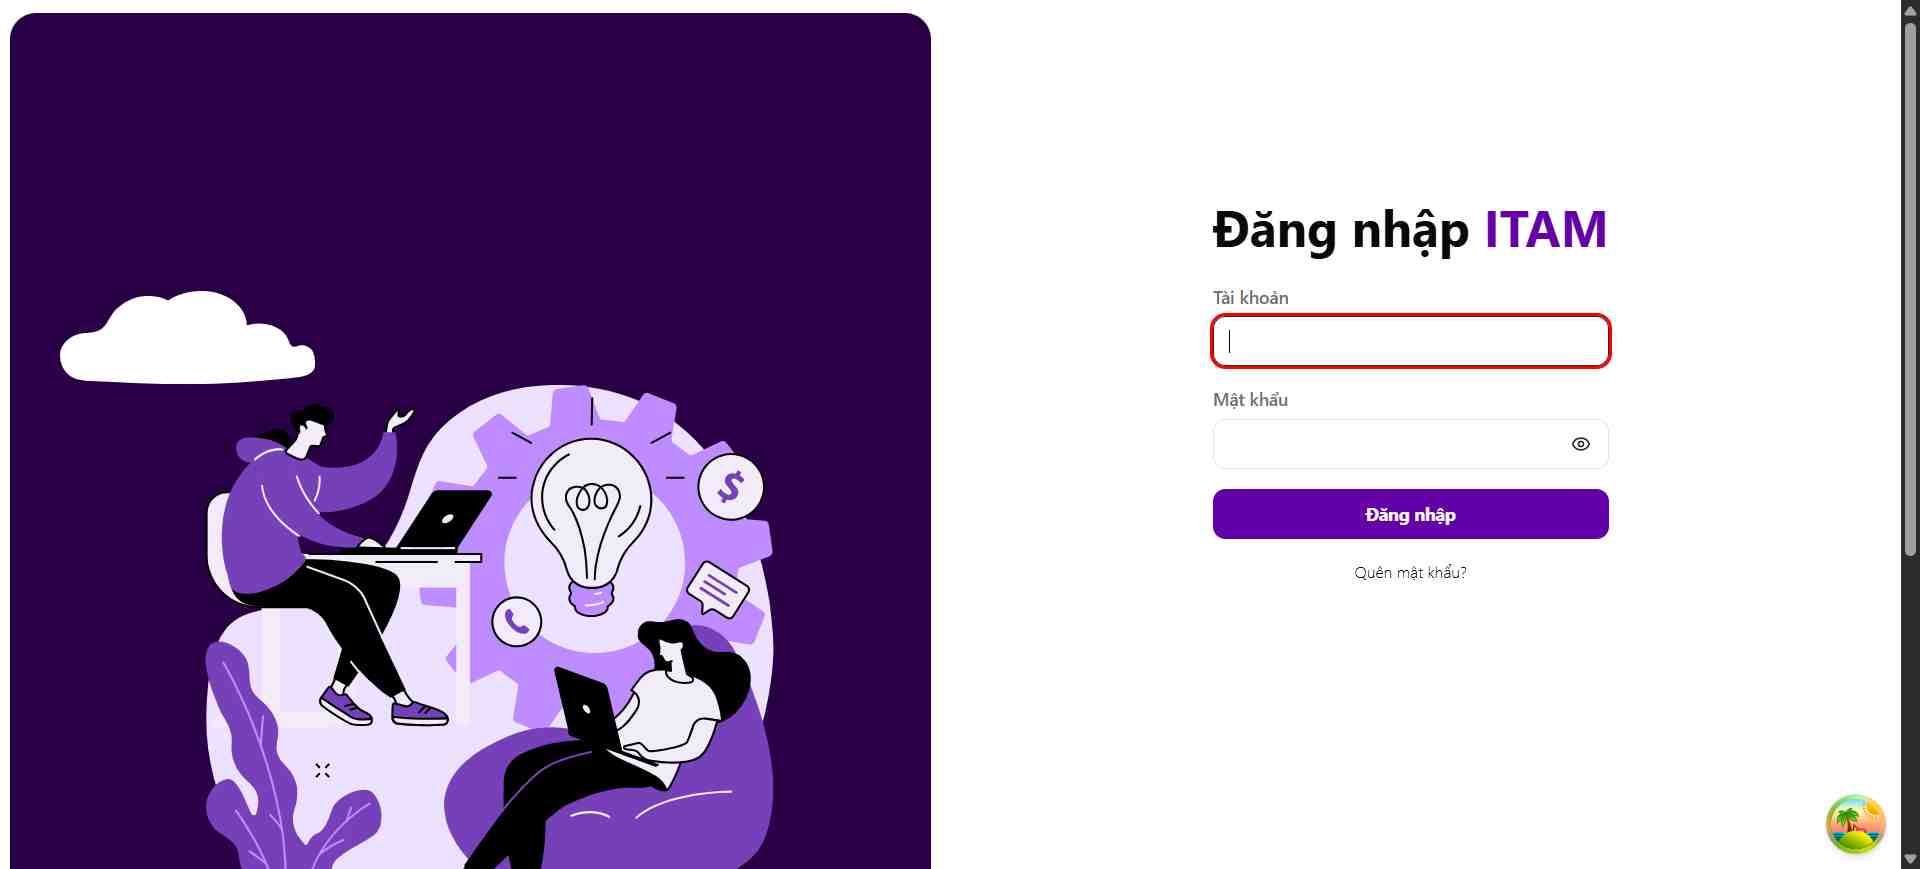 Đăng nhập ITAM
Tài khoản
Mật khẩu
Đăng nhập
Quên mật khẩu?
$